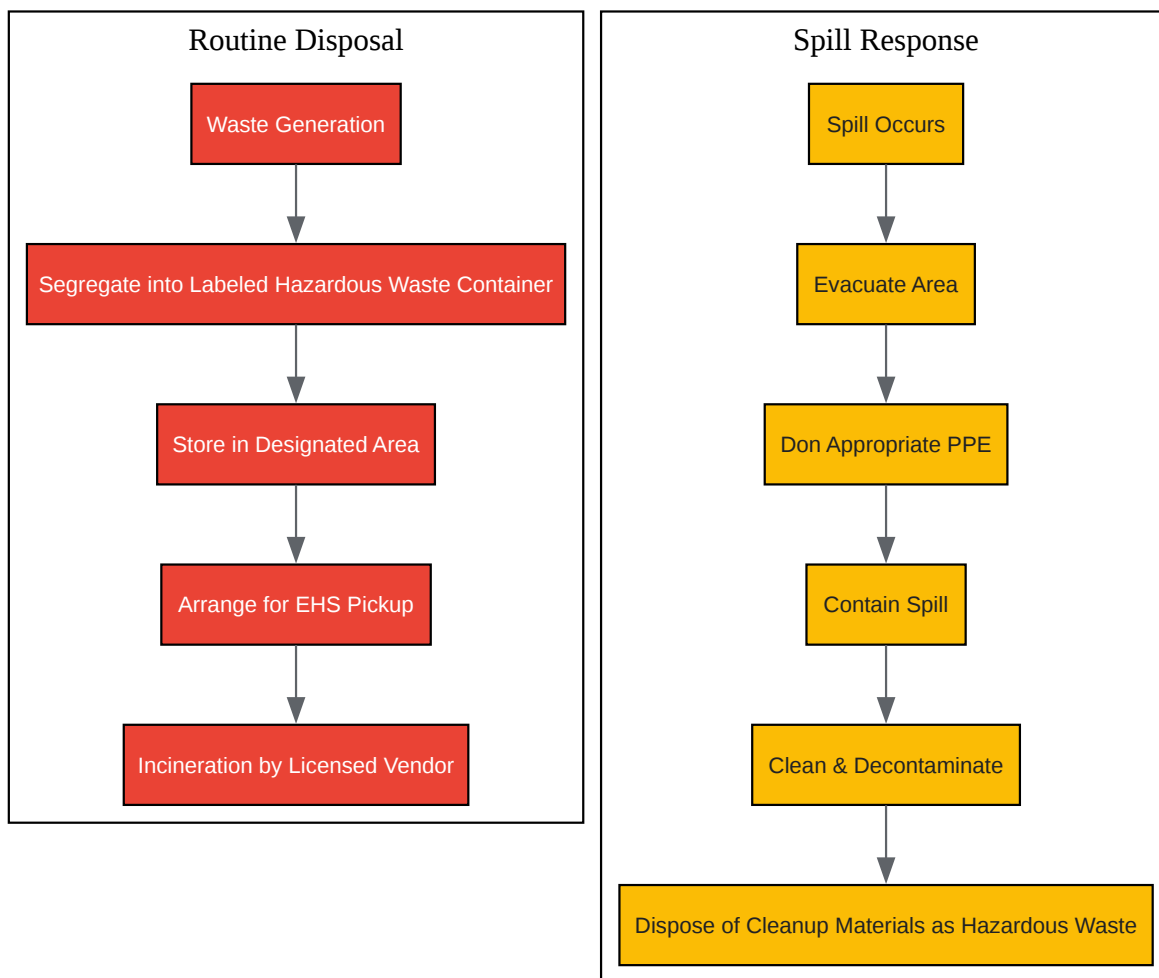 Routine Disposal
Waste Generation
Segregate into Labeled Hazardous Waste Container
Store in Designated Area
Arrange for EHS Pickup
Incineration by Licensed Vendor
Spill Response
Spill Occurs
Evacuate Area
Don Appropriate PPE
Contain Spill
Clean & Decontaminate
Dispose of Cleanup Materials as Hazardous Waste